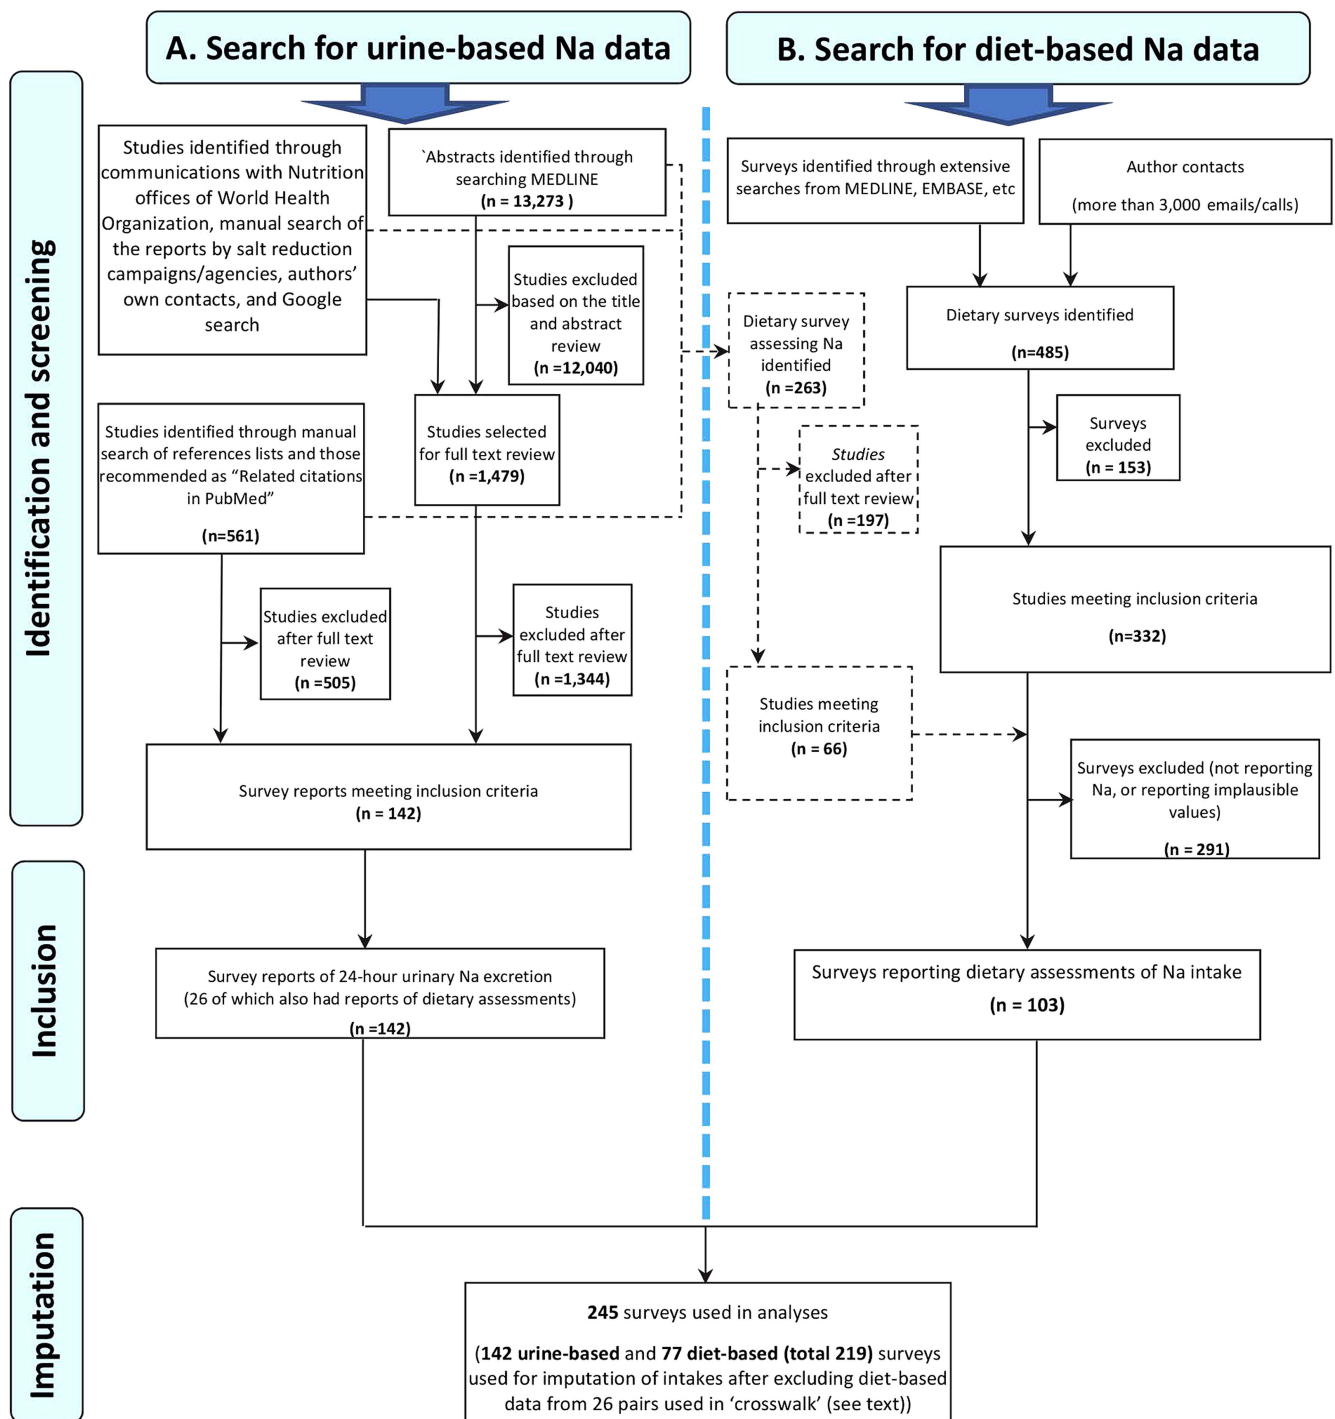 A. Search for urine-based Na data
B. Search for diet-based Na data
Identification and screening
Studies identified through
communications with Nutrition
offices of World Health
Organization, manual search of
the reports by salt reduction
campaigns/agencies, authors’
own contacts, and Google
search
`Abstracts identified through
searching MEDLINE
(n = 13,273 )
Studies excluded
based on the title
and abstract
review
(n =12,040)
Studies identified through manual
search of references lists and those
recommended as “Related citations
in PubMed”
(n=561)
Studies selected
for full text review
(n =1,479)
Studies excluded
after full text
review
(n =505)
Studies
excluded after
full text review
(n =1,344)
Survey reports meeting inclusion criteria
(n = 142)
Surveys identified through extensive
searches from MEDLINE, EMBASE, etc
Author contacts
(more than 3,000 emails/calls)
Dietary survey
assessing Na
identified
(n =263)
Dietary surveys identified
(n=485)
Surveys
excluded
(n = 153)
Studies
excluded after
full text review
(n =197)
Studies meeting inclusion criteria
(n=332)
Studies meeting
inclusion criteria
(n = 66)
Surveys excluded (not reporting
Na, or reporting implausible
values)
(n = 291)
Inclusion
Survey reports of 24-hour urinary Na excretion
(26 of which also had reports of dietary assessments)
(n =142)
Surveys reporting dietary assessments of Na intake
(n = 103)
Imputation
245 surveys used in analyses
(142 urine-based and 77 diet-based (total 219) surveys
used for imputation of intakes after excluding diet-based
data from 26 pairs used in ‘crosswalk’ (see text))